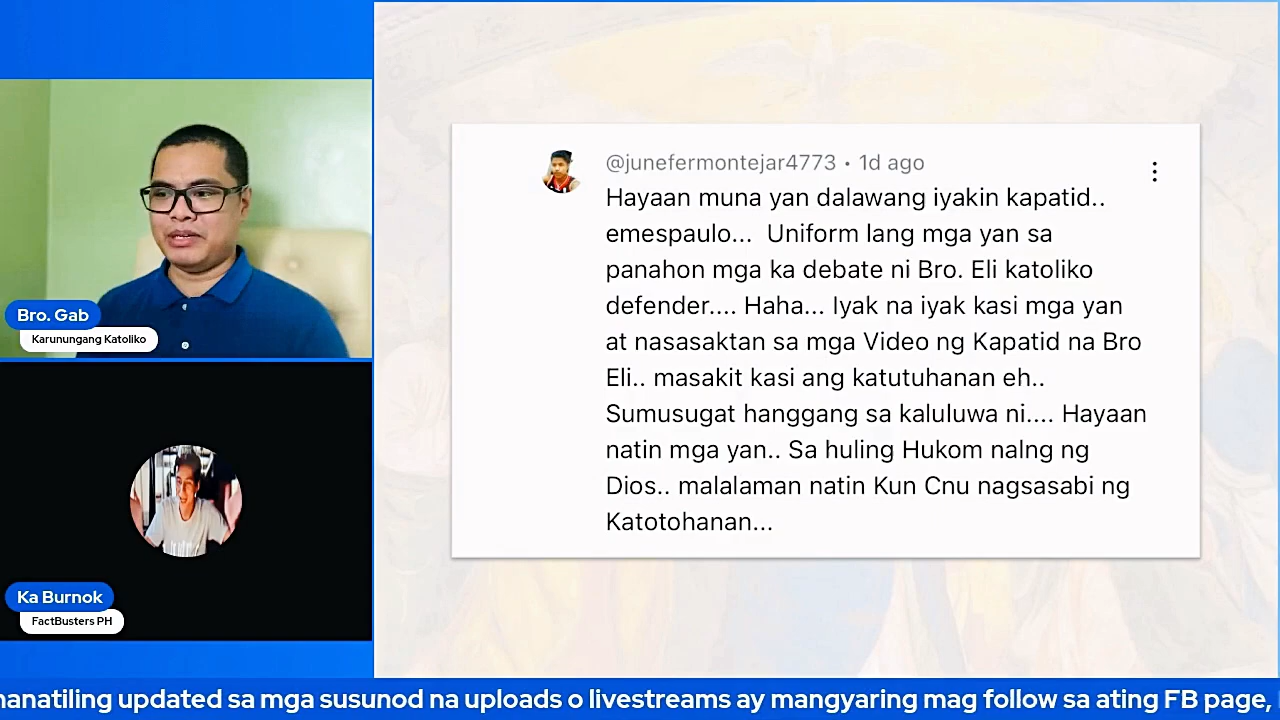 Bro. Gab
Karunungang Katoliko
Ka Burnok
FactBusters PH
@junefermontejar4773 • 1d ago
Hayaan muna yan dalawang iyakin kapatid..
emespaulo... Uniform lang mga yan sa
panahon mga ka debate ni Bro. Eli katoliko
defender.... Haha... Iyak na iyak kasi mga yan
at nasasaktan sa mga Video ng Kapatid na Bro
Eli.. masakit kasi ang katutuhanan eh..
Sumusugat hanggang sa kaluluwa ni.... Hayaan
natin mga yan.. Sa huling Hukom nalng ng
Dios.. malalaman natin Kun Cnu nagsasabi ng
Katotohanan...
manatiling updated sa mga susunod na uploads o livestreams ay mangyaring mag follow sa ating FB page,